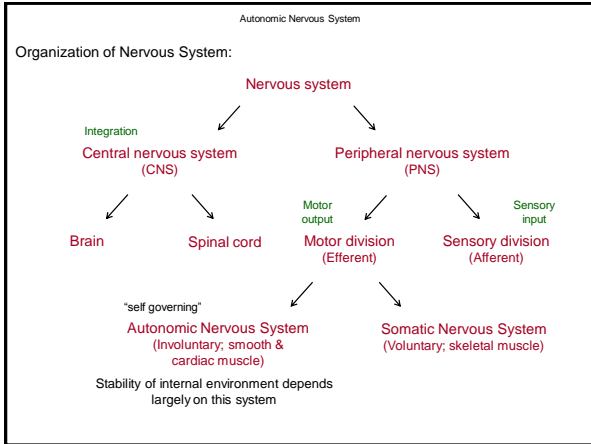 Autonomic Nervous System
Organization of Nervous System:
Nervous system
Integration
Central nervous system
(CNS)
Peripheral nervous system
(PNS)
Motor
output
Sensory
input
Brain
Spinal cord
Motor division
(Efferent)
Sensory division
(Afferent)
“self governing”
Autonomic Nervous System
(Involuntary; smooth &
cardiac muscle)
Somatic Nervous System
(Voluntary; skeletal muscle)
Stability of internal environment depends
largely on this system